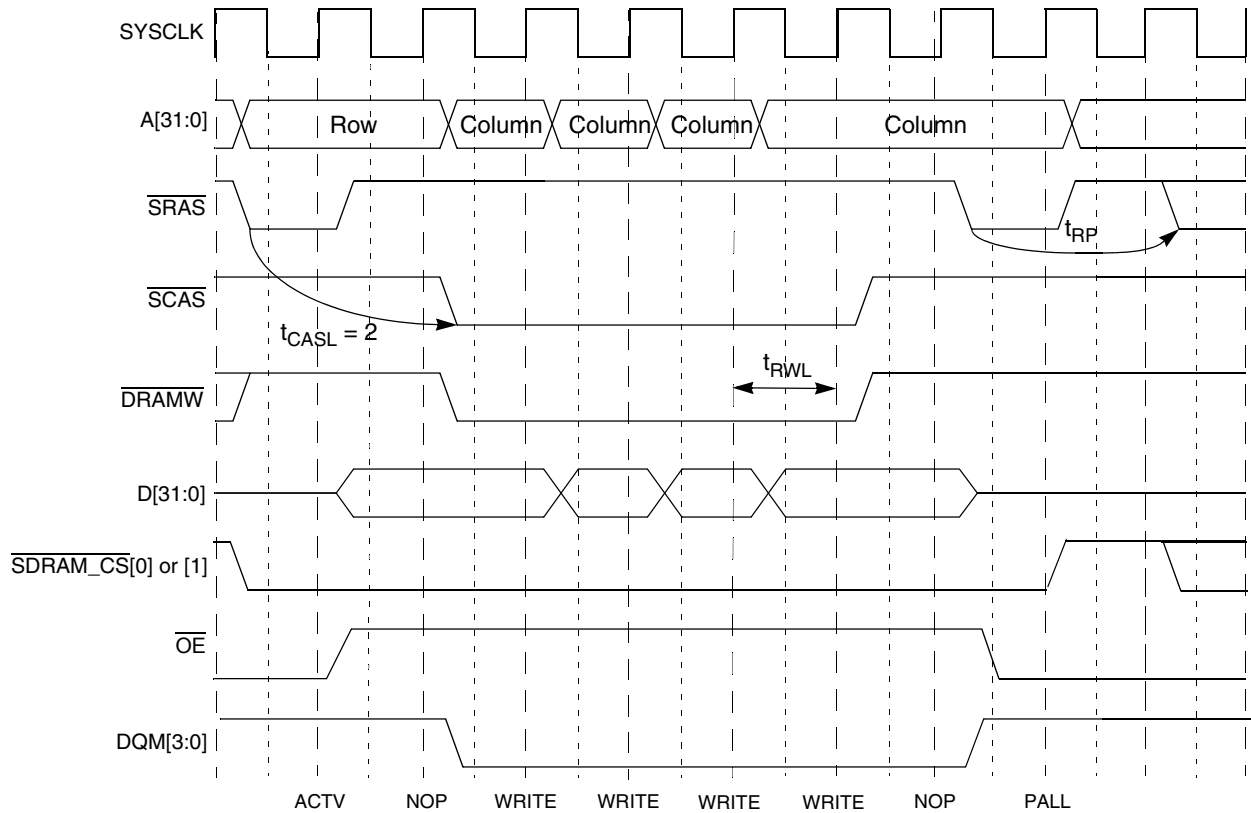 SYSCLK
A[31:0]
Row
Column
Column
Column
Column
SRAS
tRP
SCAS
tCASL = 2
tRWL
DRAMW
D[31:0]
SDRAM_CS[0] or [1]
OE
DQM[3:0]
ACTV NOP WRITE WRITE WRITE WRITE NOP PALL